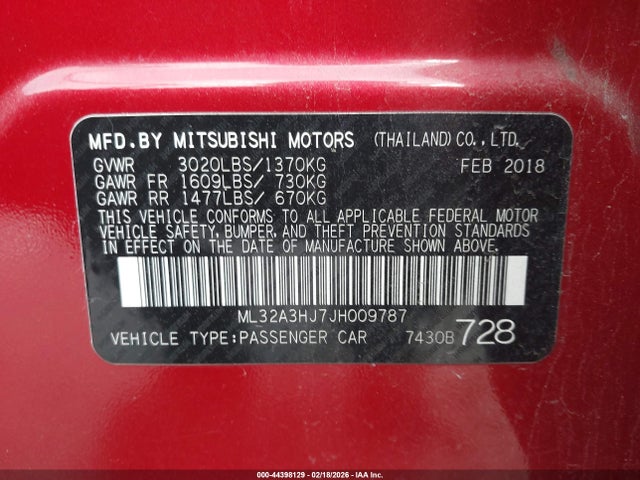 MFD.BY MITSUBISHI MOTORS (THAILAND) CO.,LTD.
GVWR 3020LBS/1370KG FEB 2018
GAWR FR 1609LBS/ 730KG
GAWR RR 1477LBS/ 670KG
THIS VEHICLE CONFORMS TO ALL APPLICABLE FEDERAL MOTOR
VEHICLE SAFETY, BUMPER, AND THEFT PREVENTION STANDARDS
IN EFFECT ON THE DATE OF MANUFACTURE SHOWN ABOVE.
ML32A3HJ7JH009787
VEHICLE TYPE:PASSENGER CAR 7430B 728
000-44398129 - 02/18/2026 - IAA Inc.